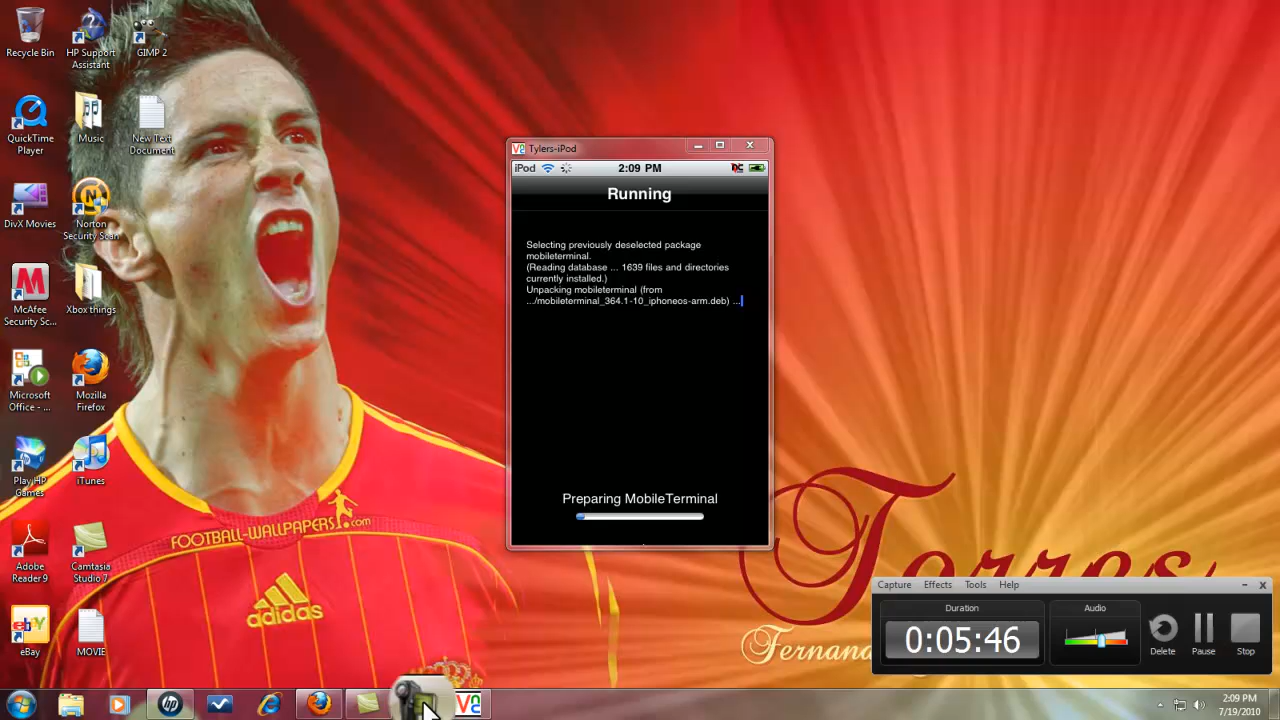 Recycle Bin
HP Support
Assistant
GIMP 2
QuickTime
Player
Music
New Text
Document
DivX Movies
Norton
Security Scan
McAfee
Security Sc...
Xbox things
Microsoft
Office - ...
Mozilla
Firefox
Play HP
Games
iTunes
Adobe
Reader 9
Camtasia
Studio 7
eBay
MOVIE
FOOTBALL-WALLPAPERS
.com
adidas
Torres
Tylers-iPod
iPod
2:09 PM
Running
Selecting previously deselected package
mobileterminal.
(Reading database ... 1639 files and directories
currently installed.)
Unpacking mobileterminal (from
.../mobileterminal_364.1-10_iphoneos-arm.deb) ...
Preparing MobileTerminal
Capture Effects Tools Help
Duration
0:05:46
Audio
Delete
Pause
Stop
2:09 PM
7/19/2010